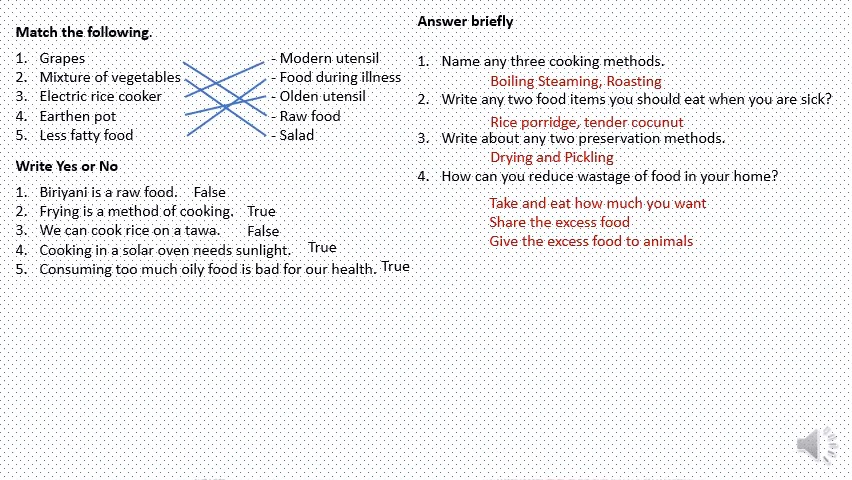 Match the following.
1. Grapes - Modern utensil
2. Mixture of vegetables - Food during illness
3. Electric rice cooker - Olden utensil
4. Earthen pot - Raw food
5. Less fatty food - Salad
Write Yes or No
1. Biriyani is a raw food. False
2. Frying is a method of cooking. True
3. We can cook rice on a tawa. False
4. Cooking in a solar oven needs sunlight. True
5. Consuming too much oily food is bad for our health. True
Answer briefly
1. Name any three cooking methods.
Boiling Steaming, Roasting
2. Write any two food items you should eat when you are sick?
Rice porridge, tender cocunut
3. Write about any two preservation methods.
Drying and Pickling
4. How can you reduce wastage of food in your home?
Take and eat how much you want
Share the excess food
Give the excess food to animals